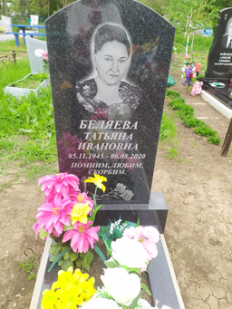 БЕЛЯЕВА
ТАТЬЯНА
ИВАНОВНА
05.11.1945 - 06.08.2020
ПОМНИМ, ЛЮБИМ,
СКОРБИМ.